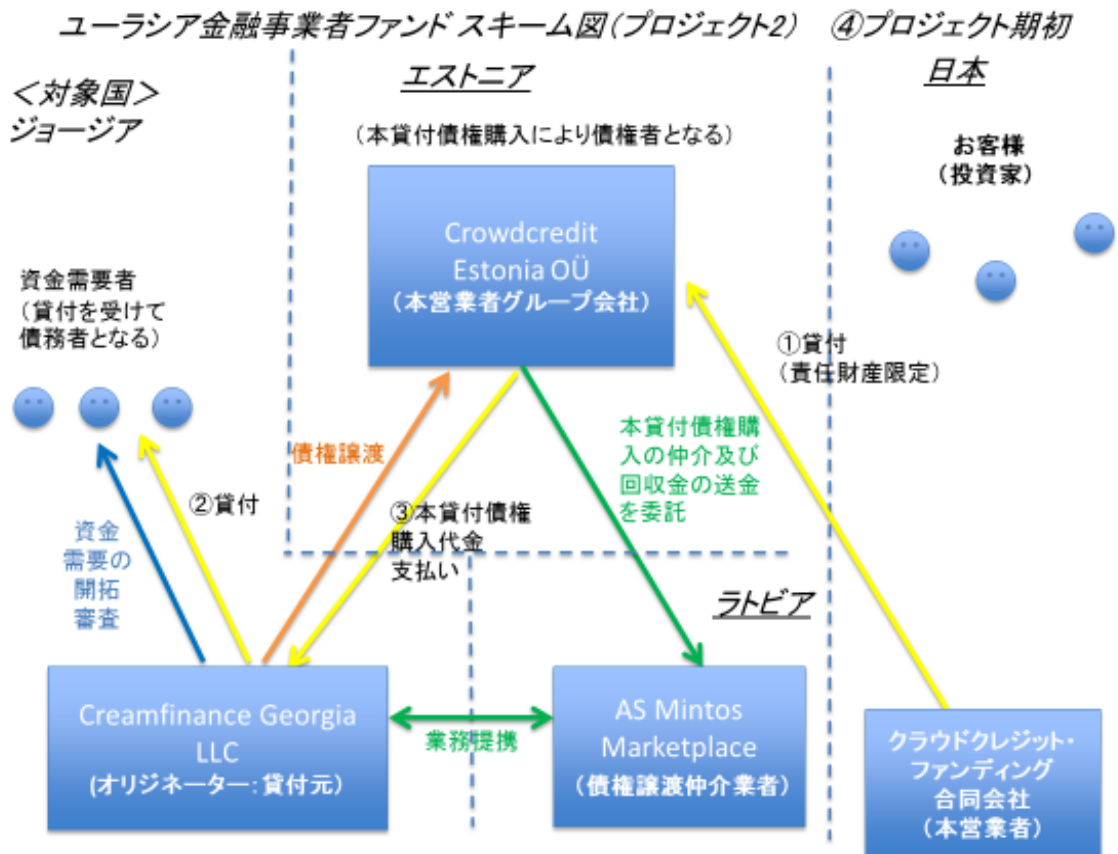 ユーラシア金融事業者ファンド スキーム図(プロジェクト2) ④プロジェクト期初
<対象国>
ジョージア
エストニア
(本貸付債権購入により債権者となる)
Crowdcredit
Estonia OÜ
(本営業者グループ会社)
日本
お客様
(投資家)
資金需要者
(貸付を受けて
債務者となる)
①貸付
(責任財産限定)
債権譲渡
本貸付債権購
入の仲介及び
回収金の送金
を委託
②貸付
③本貸付債権
購入代金
支払い
資金
需要の
開拓
審査
ラトビア
Creamfinance Georgia
LLC
(オリジネーター:貸付元)
業務提携
AS Mintos
Marketplace
(債権譲渡仲介業者)
クラウドクレジット・
ファンディング
合同会社
(本営業者)